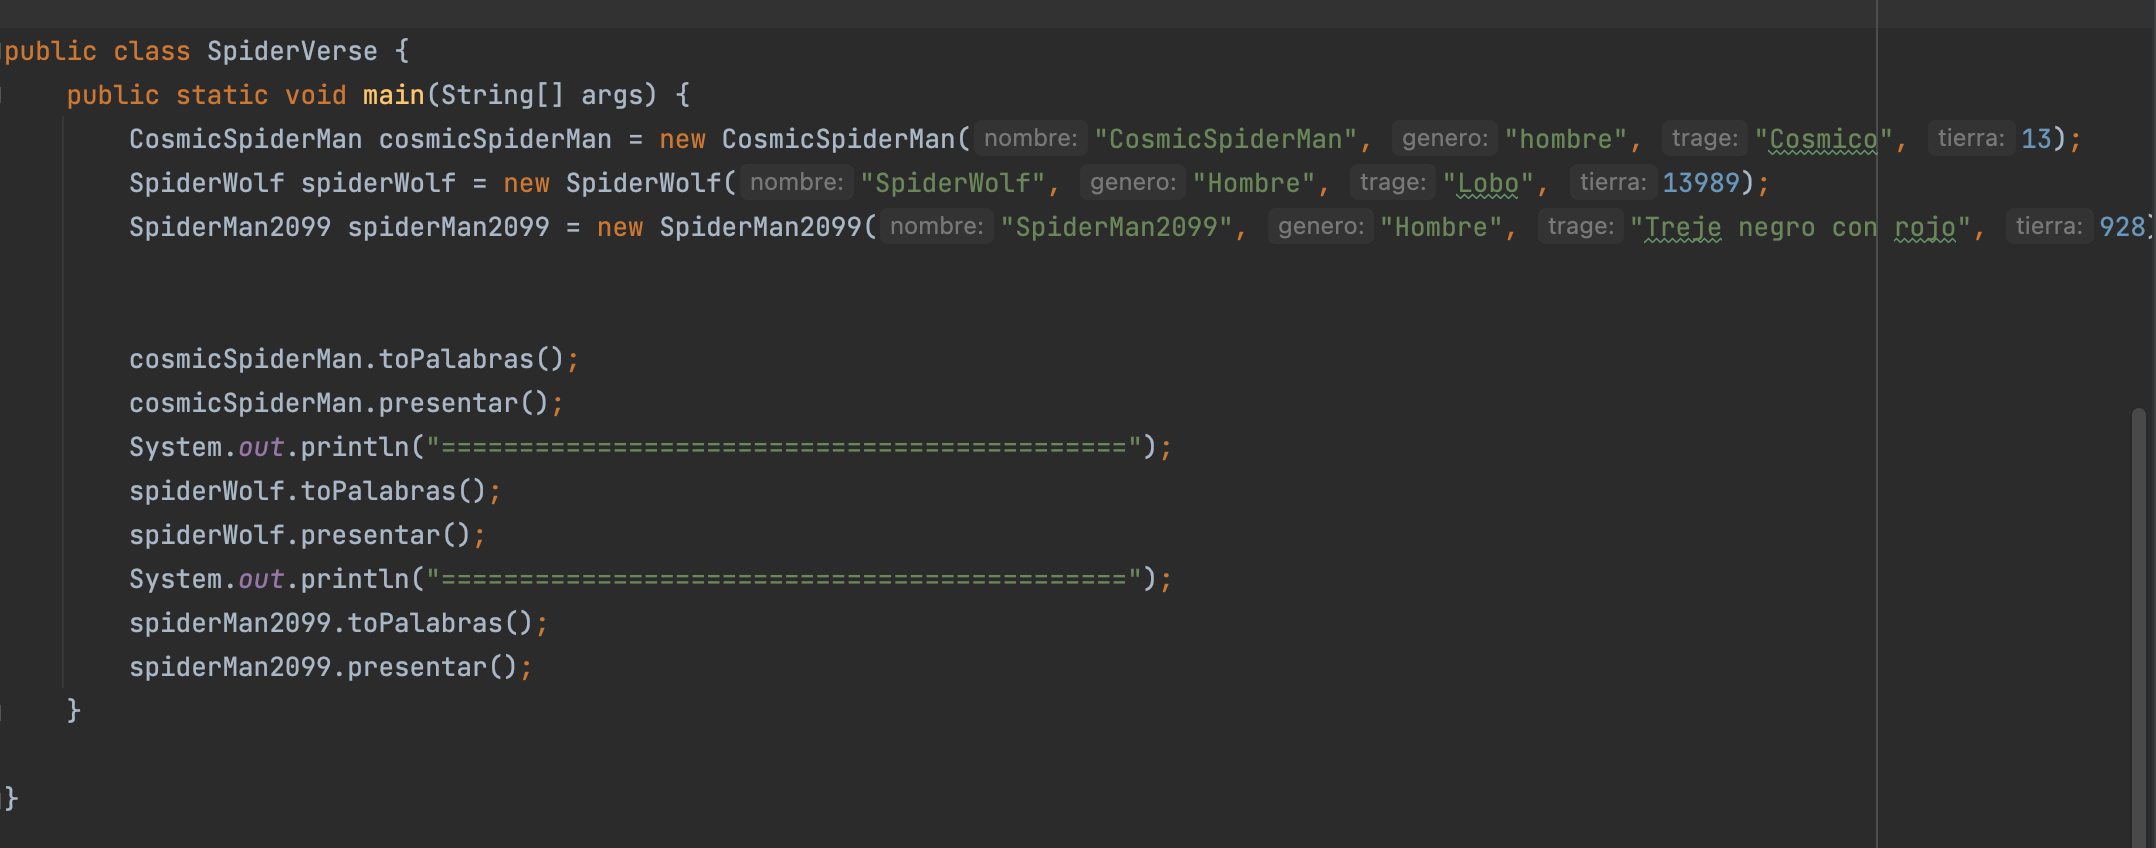 public class SpiderVerse {
public static void main(String[] args) {
CosmicSpiderMan cosmicSpiderMan = new CosmicSpiderMan( nombre: "CosmicSpiderMan", genero: "hombre", trage: "Cosmico", tierra: 13);
SpiderWolf spiderWolf = new SpiderWolf( nombre: "SpiderWolf", genero: "Hombre", trage: "Lobo", tierra: 13989);
SpiderMan2099 spiderMan2099 = new SpiderMan2099( nombre: "SpiderMan2099", genero: "Hombre", trage: "Treje negro con rojo", tierra: 928)
cosmicSpiderMan.toPalabras();
cosmicSpiderMan.presentar();
System.out.println("============================================");
spiderWolf.toPalabras();
spiderWolf.presentar();
System.out.println("============================================");
spiderMan2099.toPalabras();
spiderMan2099.presentar();
}
}